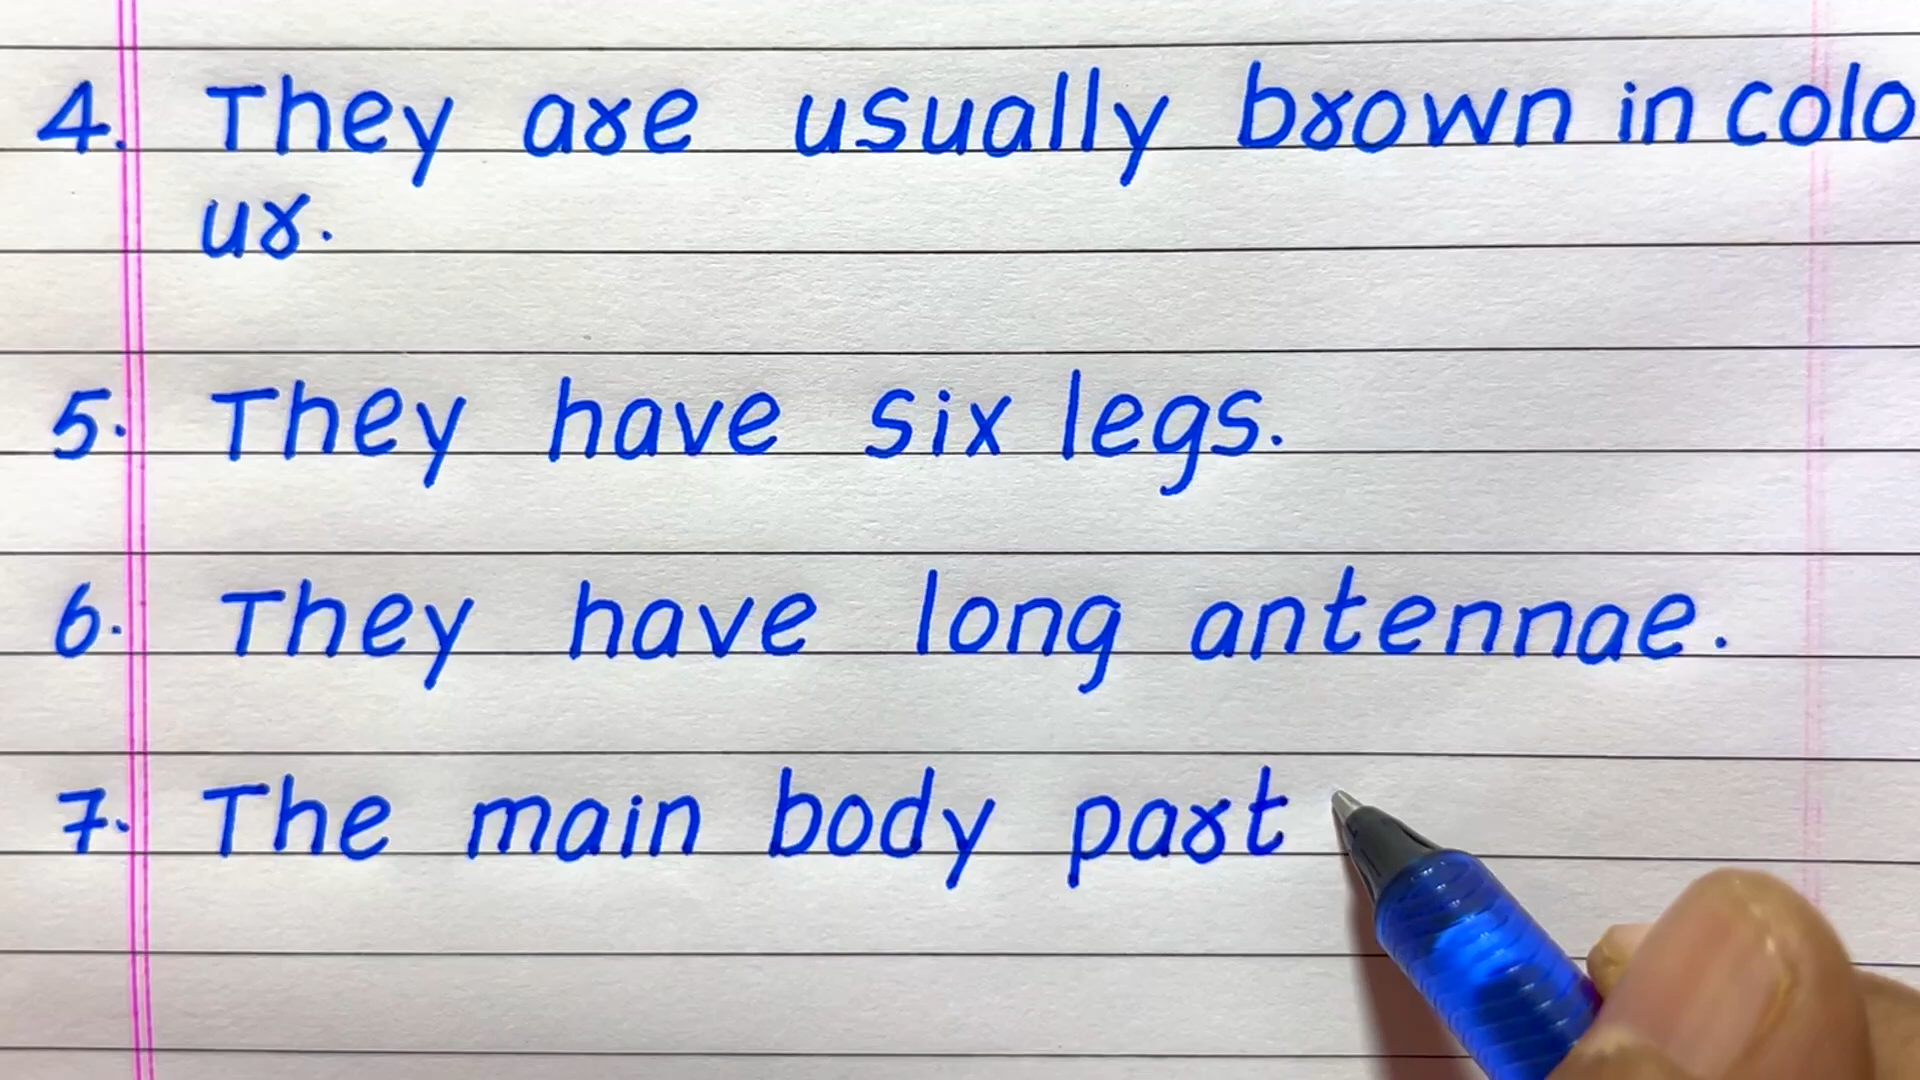 4. They are usually brown in colo
ur.
5. They have six legs.
6. They have long antennae.
7. The main body part